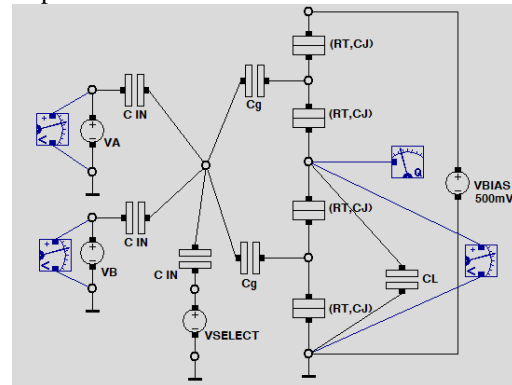 (RT,CJ)
C IN
Cg
(RT,CJ)
VA
Q
VBIAS
500mV
C IN
(RT,CJ)
VB
C IN
Cg
CL
(RT,CJ)
VSELECT